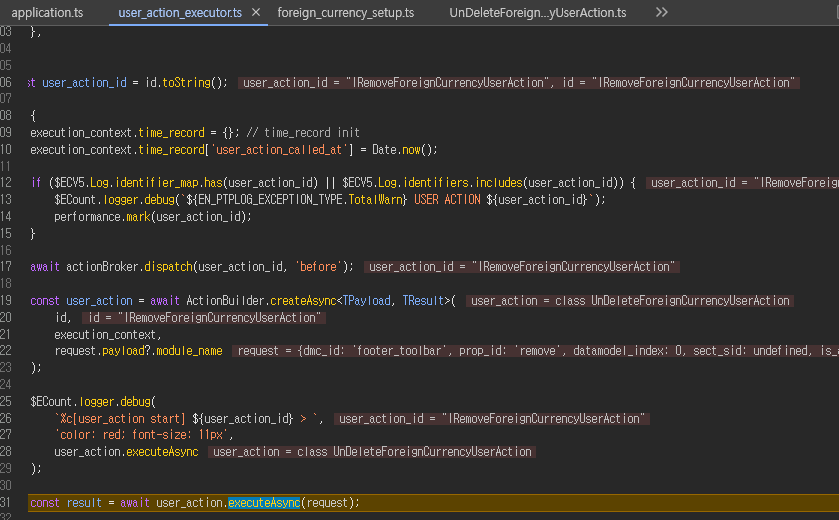 application.ts user_action_executor.ts × foreign_currency_setup.ts UnDeleteForeign...yUserAction.ts >>
03 },
04
05
06 st user_action_id = id.toString(); user_action_id = "IRemoveForeignCurrencyUserAction", id = "IRemoveForeignCurrencyUserAction"
07
08 {
09 execution_context.time_record = {}; // time_record init
10 execution_context.time_record['user_action_called_at'] = Date.now();
11
12 if ($ECV5.Log.identifier_map.has(user_action_id) || $ECV5.Log.identifiers.includes(user_action_id)) { user_action_id = "IRemoveForeign
13 $ECount.logger.debug(`${EN_PTPLOG_EXCEPTION_TYPE.TotalWarn} USER ACTION ${user_action_id}`);
14 performance.mark(user_action_id);
15 }
16
17 await actionBroker.dispatch(user_action_id, 'before'); user_action_id = "IRemoveForeignCurrencyUserAction"
18
19 const user_action = await ActionBuilder.createAsync<TPayload, TResult>( user_action = class UnDeleteForeignCurrencyUserAction
20 id, id = "IRemoveForeignCurrencyUserAction"
21 execution_context,
22 request.payload?.module_name request = {dmc_id: 'footer_toolbar', prop_id: 'remove', datamodel_index: 0, sect_sid: undefined, is_
23 );
24
25 $ECount.logger.debug(
26 `%c[user_action start] ${user_action_id} > `, user_action_id = "IRemoveForeignCurrencyUserAction"
27 'color: red; font-size: 11px',
28 user_action.executeAsync user_action = class UnDeleteForeignCurrencyUserAction
29 );
30
31 const result = await user_action.executeAsync(request);
32